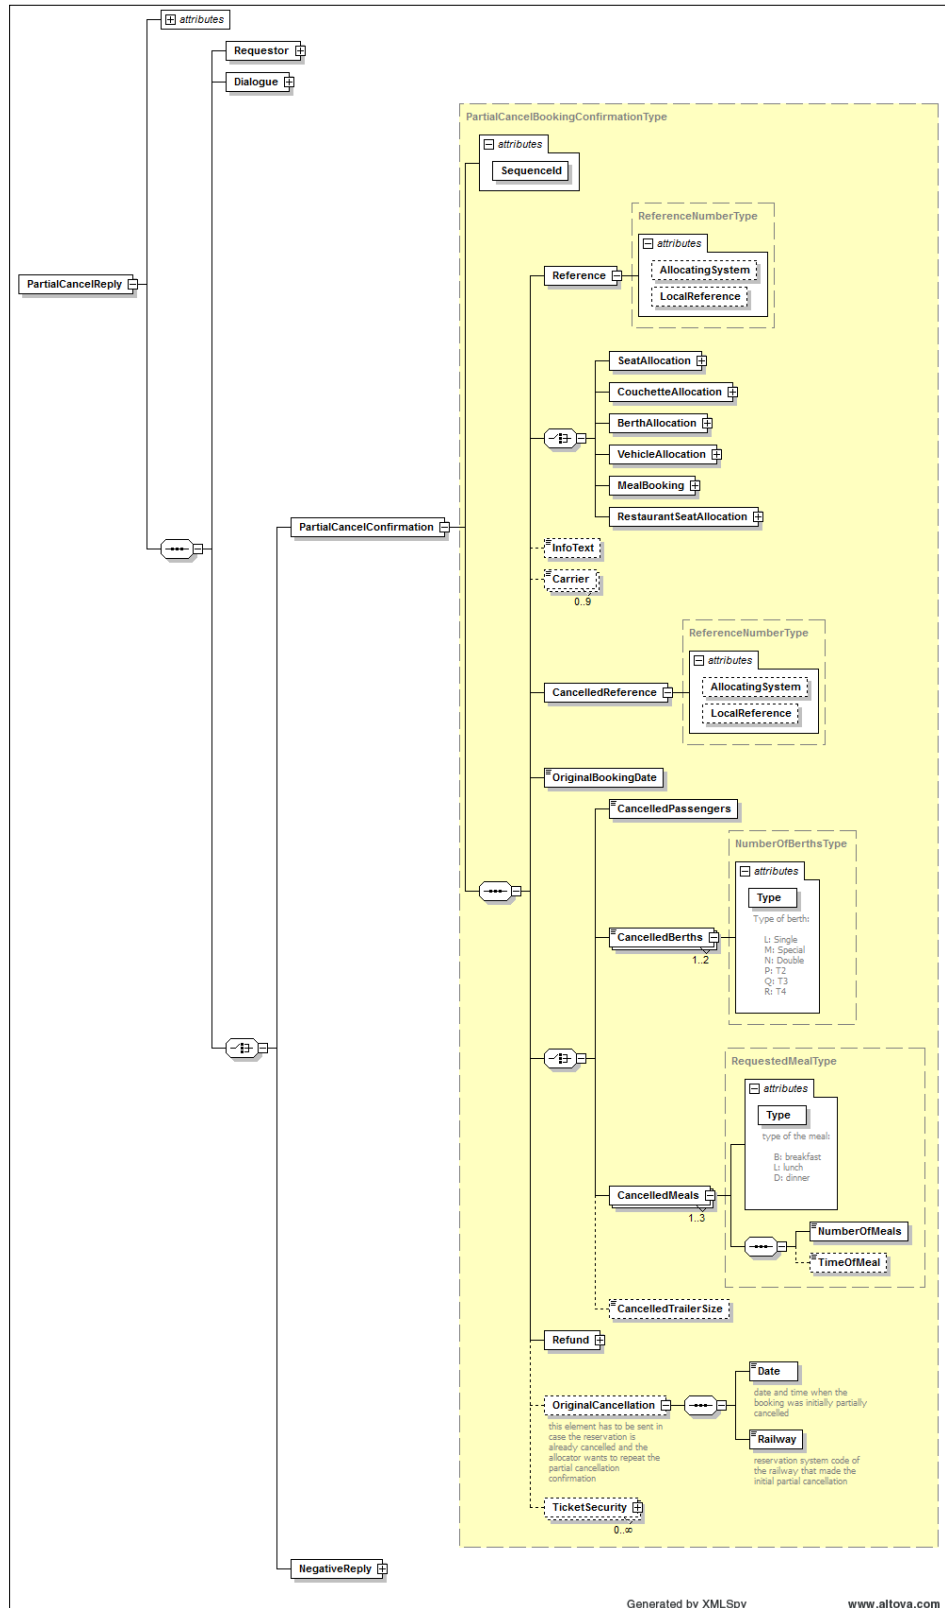 attributes
Requestor
Dialogue
PartialCancelBookingConfirmationType
attributes
SequenceId
ReferenceNumberType
attributes
PartialCancelReply
Reference
AllocatingSystem
LocalReference
SeatAllocation
CouchetteAllocation
BerthAllocation
VehicleAllocation
MealBooking
RestaurantSeatAllocation
PartialCancelConfirmation
InfoText
Carrier
0..9
ReferenceNumberType
attributes
CancelledReference
AllocatingSystem
LocalReference
OriginalBookingDate
CancelledPassengers
NumberOfBerthsType
attributes
Type
Type of berth:
L: Single
M: Special
N: Double
P: T2
Q: T3
R: T4
CancelledBerths
1..2
RequestedMealType
attributes
Type
type of the meal:
B: breakfast
L: lunch
D: dinner
CancelledMeals
1..3
NumberOfMeals
TimeOfMeal
CancelledTrailerSize
Refund
OriginalCancellation
this element has to be sent in
case the reservation is
already cancelled and the
allocator wants to repeat the
partial cancellation
confirmation
Date
date and time when the
booking was initially partially
cancelled
Railway
reservation system code of
the railway that made the
initial partial cancellation
TicketSecurity
0..∞
NegativeReply
Generated by XMLSpy
www.altova.com